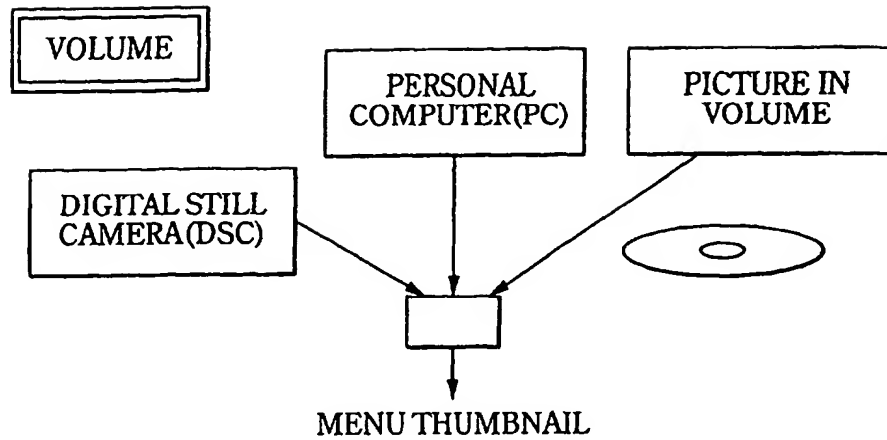 VOLUME
PERSONAL
COMPUTER(PC)
PICTURE IN
VOLUME
DIGITAL STILL
CAMERA(DSC)
MENU THUMBNAIL